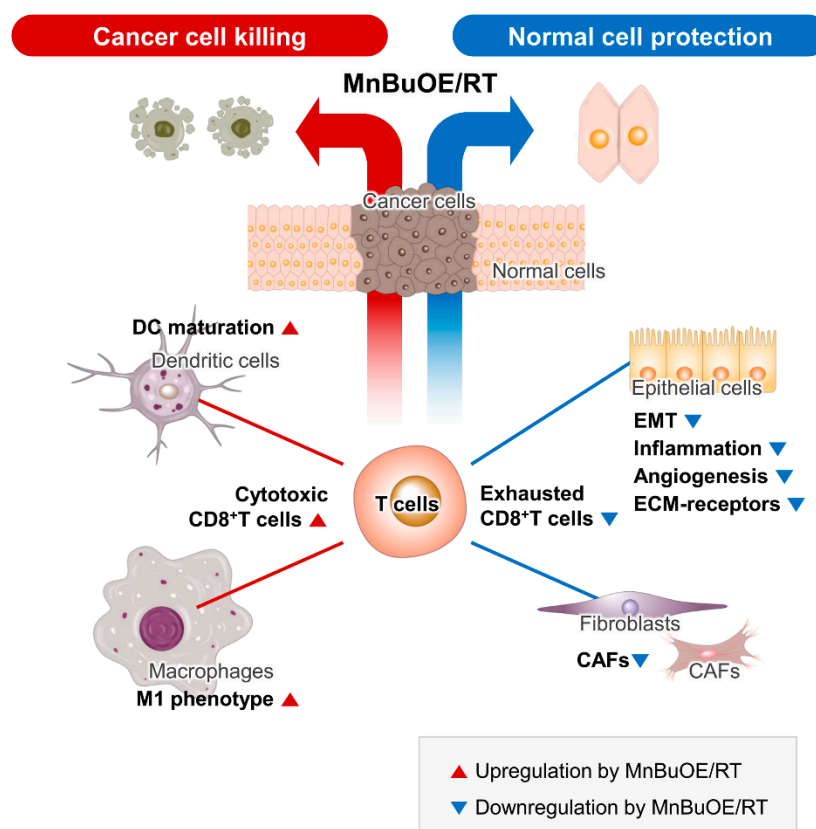 Cancer cell killing
Normal cell protection
MnBuOE/RT
Cancer cells
Normal cells
DC maturation ▲
Dendritic cells
Epithelial cells
EMT ▼
Inflammation ▼
Angiogenesis ▼
ECM-receptors ▼
Cytotoxic
CD8⁺T cells ▲
T cells
Exhausted
CD8⁺T cells ▼
Macrophages
M1 phenotype ▲
Fibroblasts
CAFs ▼
CAFs
▲ Upregulation by MnBuOE/RT
▼ Downregulation by MnBuOE/RT